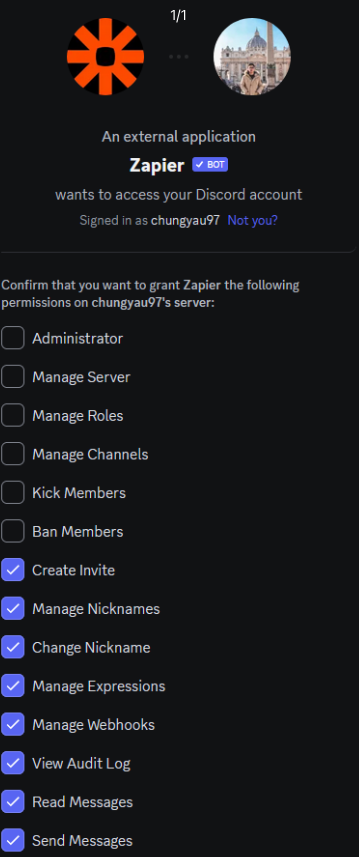 1/1
An external application
Zapier ✓ BOT
wants to access your Discord account
Signed in as chungyau97 Not you?
Confirm that you want to grant Zapier the following
permissions on chungyau97's server:
Administrator
Manage Server
Manage Roles
Manage Channels
Kick Members
Ban Members
Create Invite
Manage Nicknames
Change Nickname
Manage Expressions
Manage Webhooks
View Audit Log
Read Messages
Send Messages